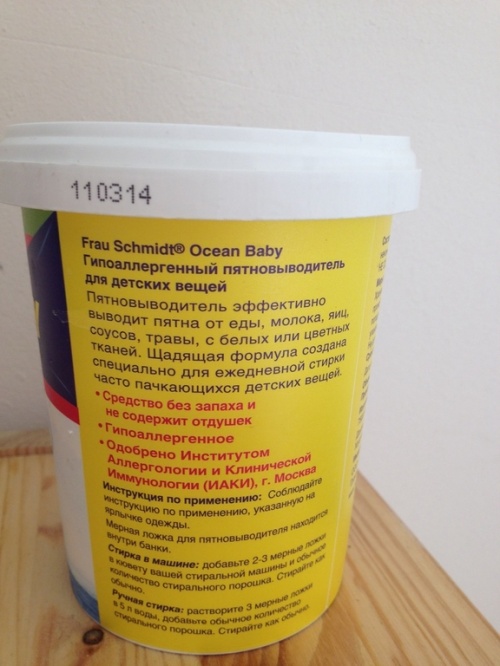 110314
Frau Schmidt® Ocean Baby
Гипоаллергенный пятновыводитель
для детских вещей
Пятновыводитель эффективно
выводит пятна от еды, молока, яиц,
соусов, травы, с белых или цветных
тканей. Щадящая формула создана
специально для ежедневной стирки
часто пачкающихся детских вещей.
• Средство без запаха и
не содержит отдушек
• Гипоаллергенное
• Одобрено Институтом
Аллергологии и Клинической
Иммунологии (ИАКИ), г. Москва
Инструкция по применению: Соблюдайте
инструкцию по применению, указанную на
ярлычке одежды.
Мерная ложка для пятновыводителя находится
внутри банки.
Стирка в машине: добавьте 2-3 мерные ложки
в кювету вашей стиральной машины и обычное
количество стирального порошка. Стирайте как
обычно.
Ручная стирка: растворите 3 мерные ложки
в 5 л воды, добавьте обычное количество
стирального порошка. Стирайте как обычно.